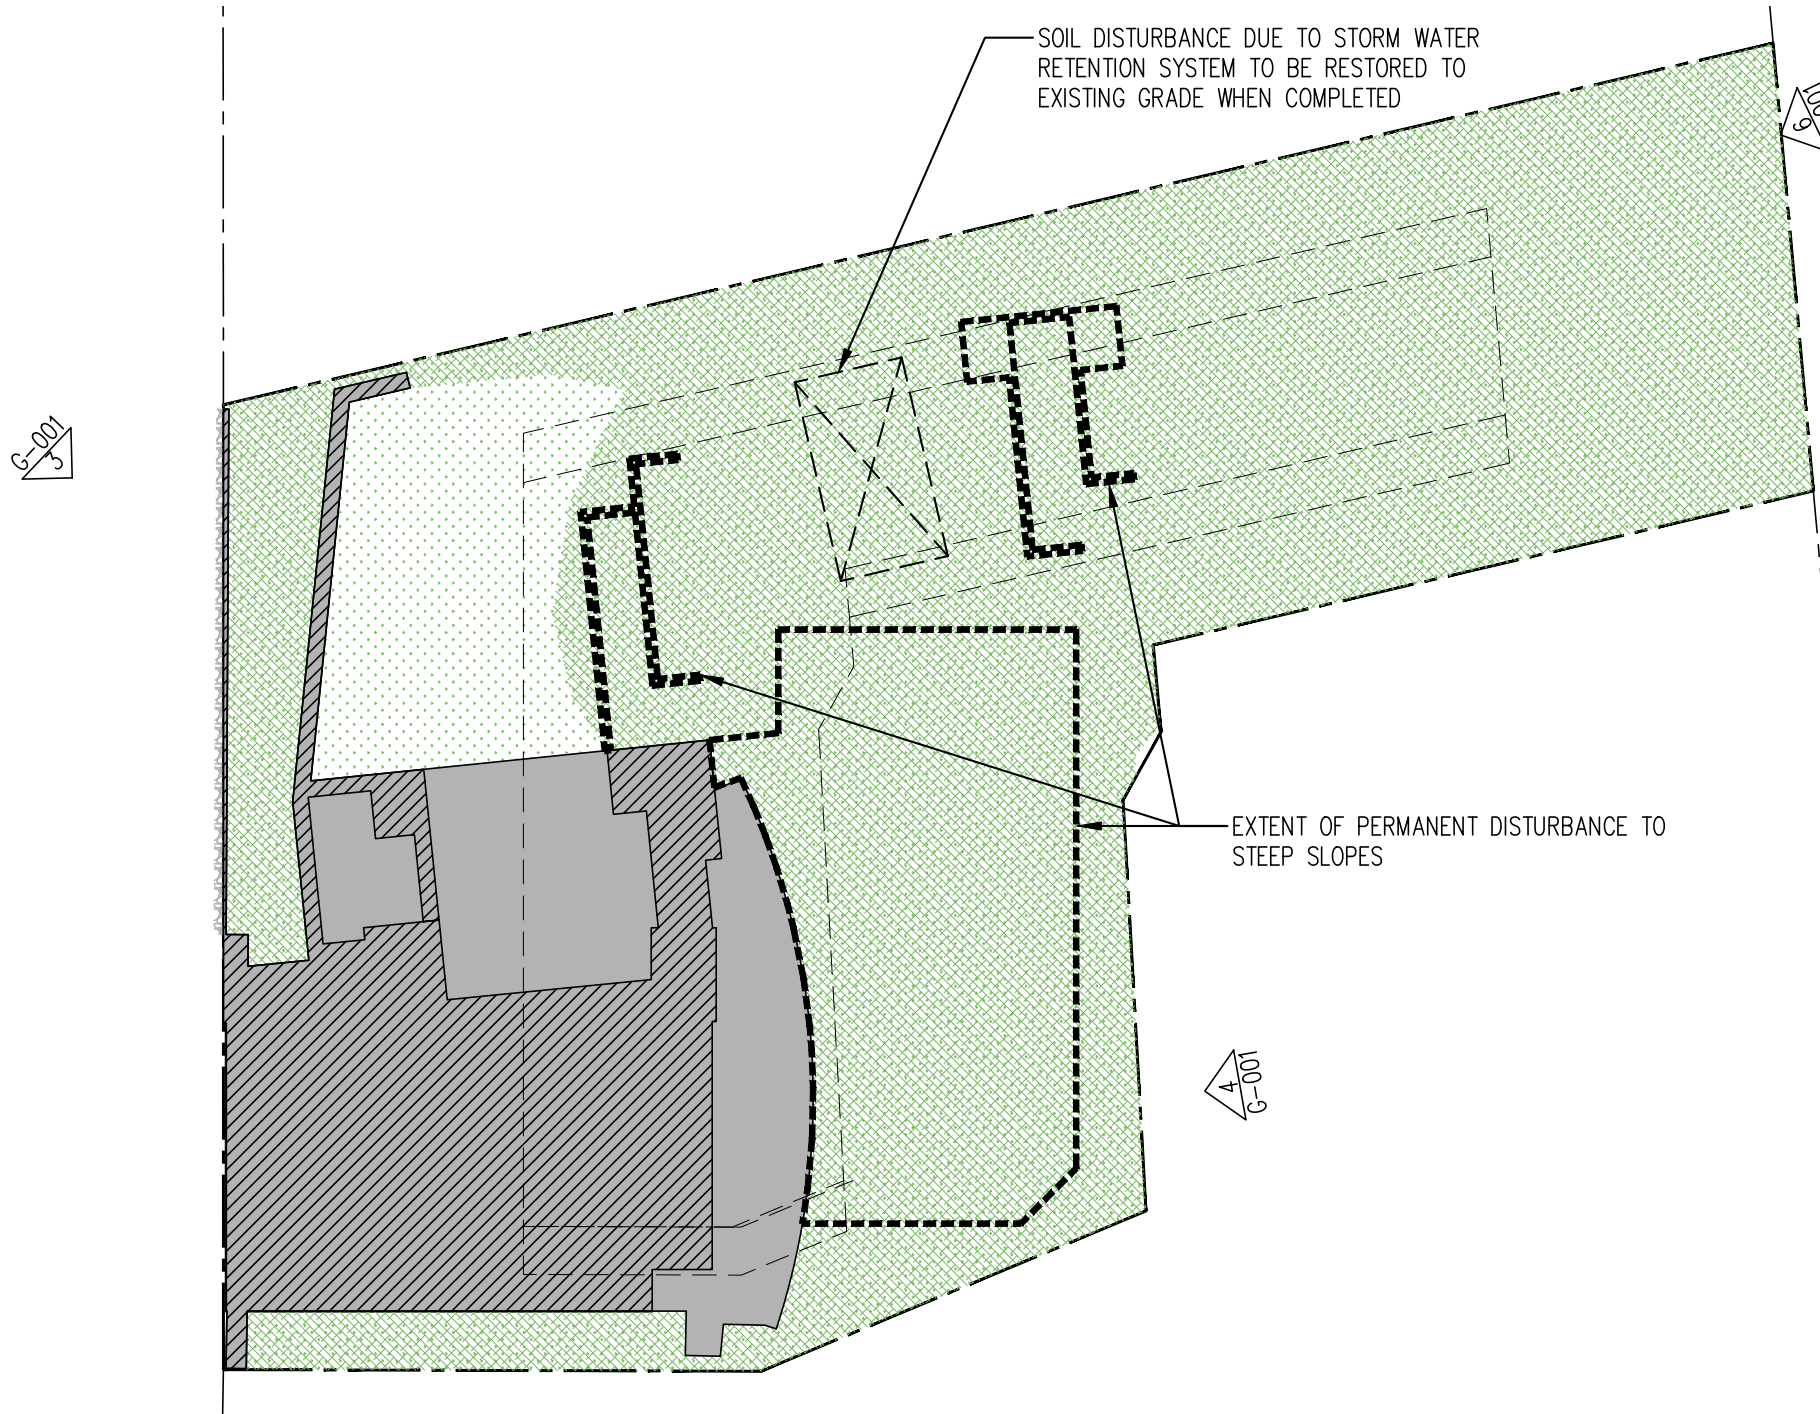 SOIL DISTURBANCE DUE TO STORM WATER
RETENTION SYSTEM TO BE RESTORED TO
EXISTING GRADE WHEN COMPLETED
6
G-001
3
EXTENT OF PERMANENT DISTURBANCE TO
STEEP SLOPES
4
G-001